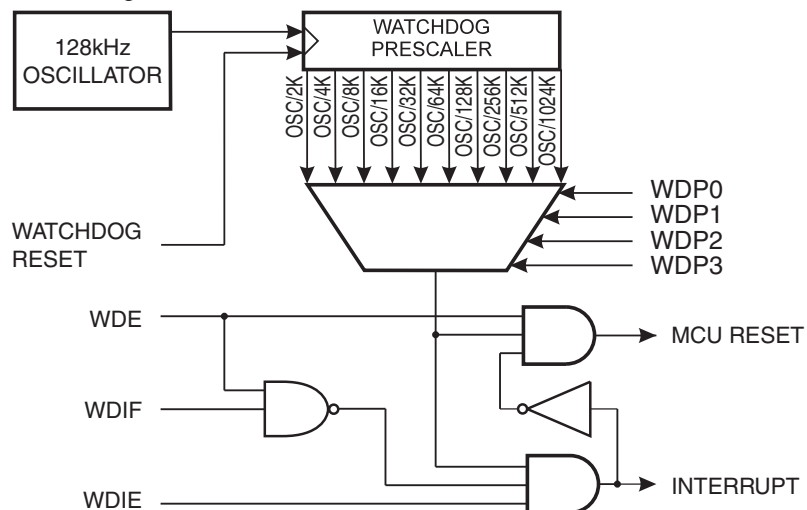 128kHz
OSCILLATOR
WATCHDOG
PRESCALER
OSC/2K
OSC/4K
OSC/8K
OSC/16K
OSC/32K
OSC/64K
OSC/128K
OSC/256K
OSC/512K
OSC/1024K
WDP0
WDP1
WDP2
WDP3
WATCHDOG
RESET
WDE
MCU RESET
WDIF
INTERRUPT
WDIE